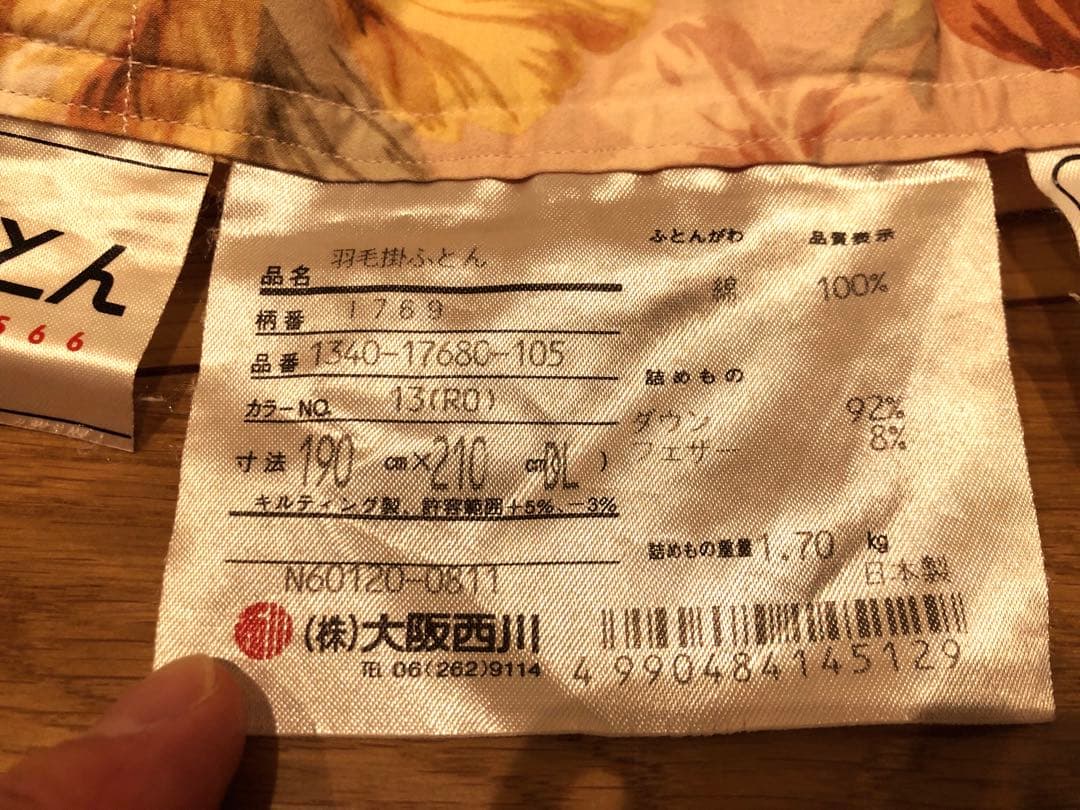 とん
566
品名 羽毛掛ふとん
柄番 1769
品番 1340-17680-105
カラーNO. 13(RO)
寸法 190 cm×210 cm DL )
キルティング製、許容範囲+5%、-3%
N60120-0811
(株)大阪西川
TEL 06(262)9114
ふとんがわ 品質表示
綿 100%
詰めもの
ダウン 92%
フェザー 8%
詰めもの重量 1.70 kg
日本製
4990484145129